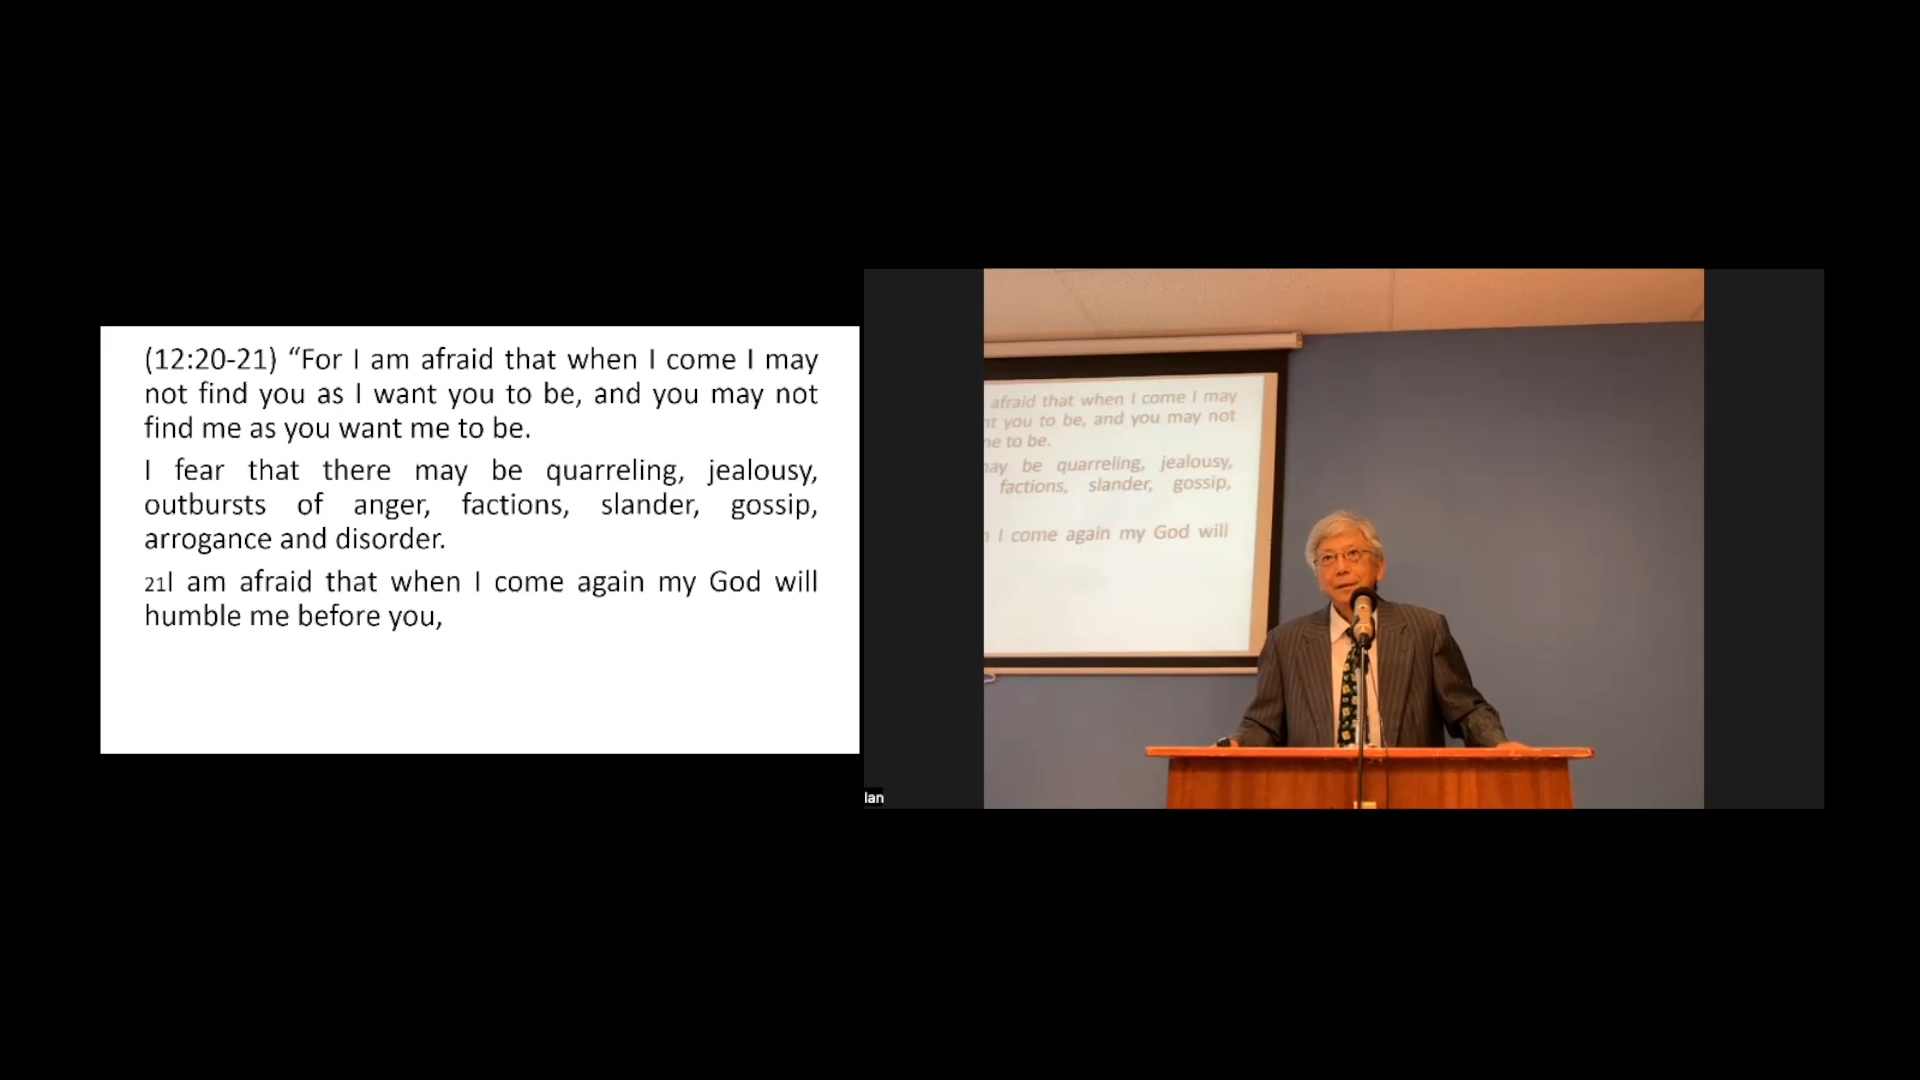 (12:20-21) “For I am afraid that when I come I may
not find you as I want you to be, and you may not
find me as you want me to be.
I fear that there may be quarreling, jealousy,
outbursts of anger, factions, slander, gossip,
arrogance and disorder.
21I am afraid that when I come again my God will
humble me before you,
afraid that when I come I may
you to be, and you may not
to be.
be quarreling, jealousy,
factions, slander, gossip,
I come again my God will
lan